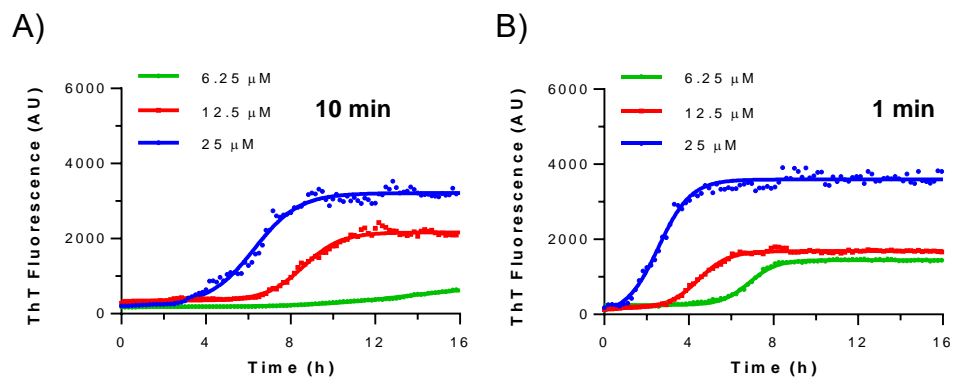 A)
6.25 μM
12.5 μM
25 μM
10 min
ThT Fluorescence (AU)
6000
4000
2000
0
0 4 8 12 16
Time (h)
B)
6.25 μM
12.5 μM
25 μM
1 min
ThT Fluorescence (AU)
6000
4000
2000
0
0 4 8 12 16
Time (h)